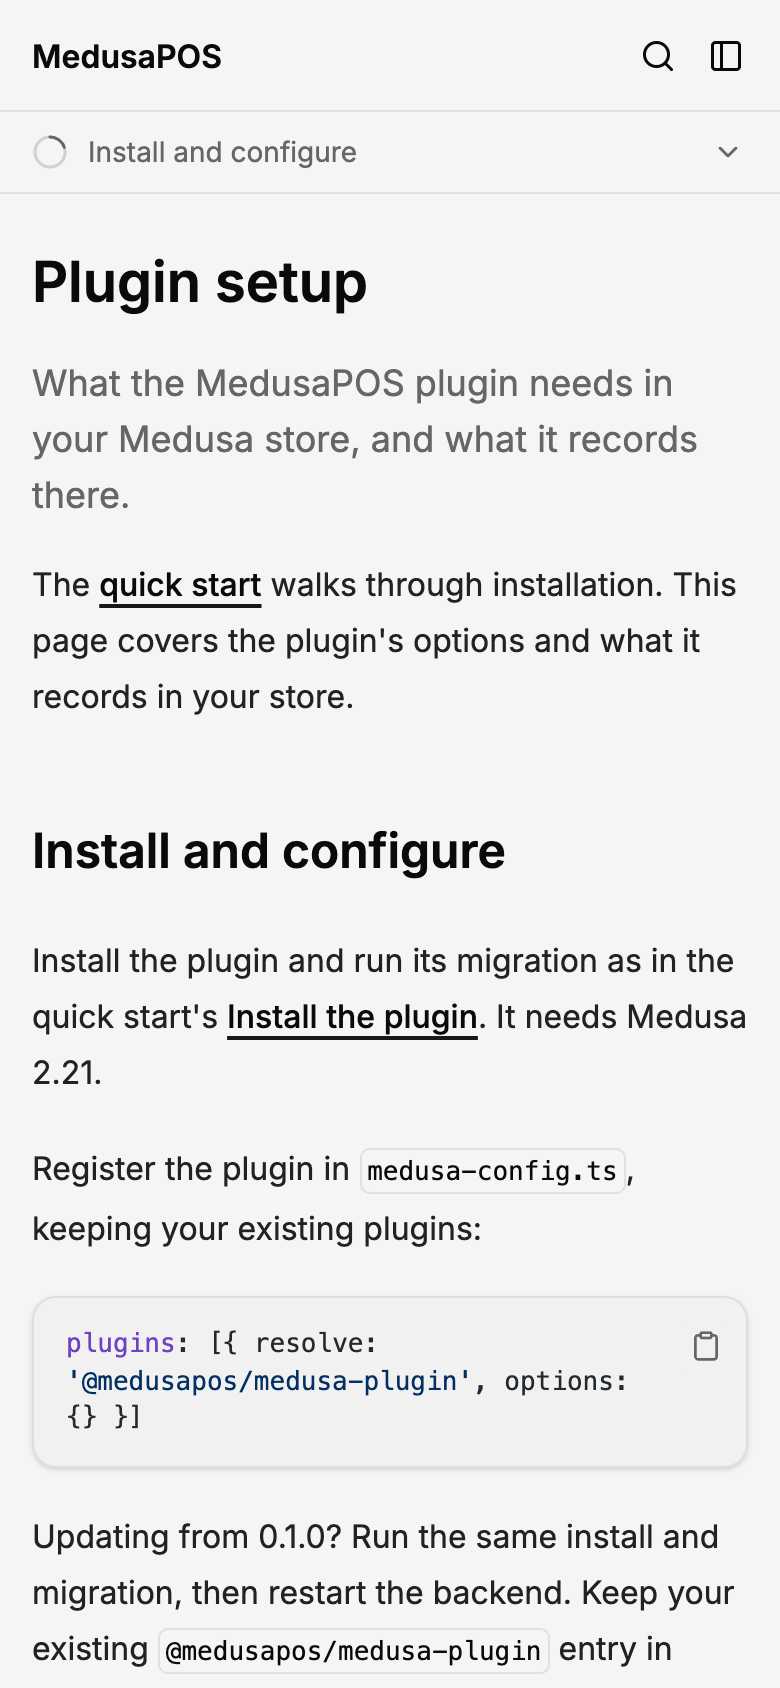 MedusaPOS
Install and configure
Plugin setup
What the MedusaPOS plugin needs in
your Medusa store, and what it records
there.
The quick start walks through installation. This
page covers the plugin's options and what it
records in your store.
Install and configure
Install the plugin and run its migration as in the
quick start's Install the plugin. It needs Medusa
2.21.
Register the plugin in medusa-config.ts,
keeping your existing plugins:
plugins: [{ resolve:
'@medusapos/medusa-plugin', options:
{} }]
Updating from 0.1.0? Run the same install and
migration, then restart the backend. Keep your
existing @medusapos/medusa-plugin entry in